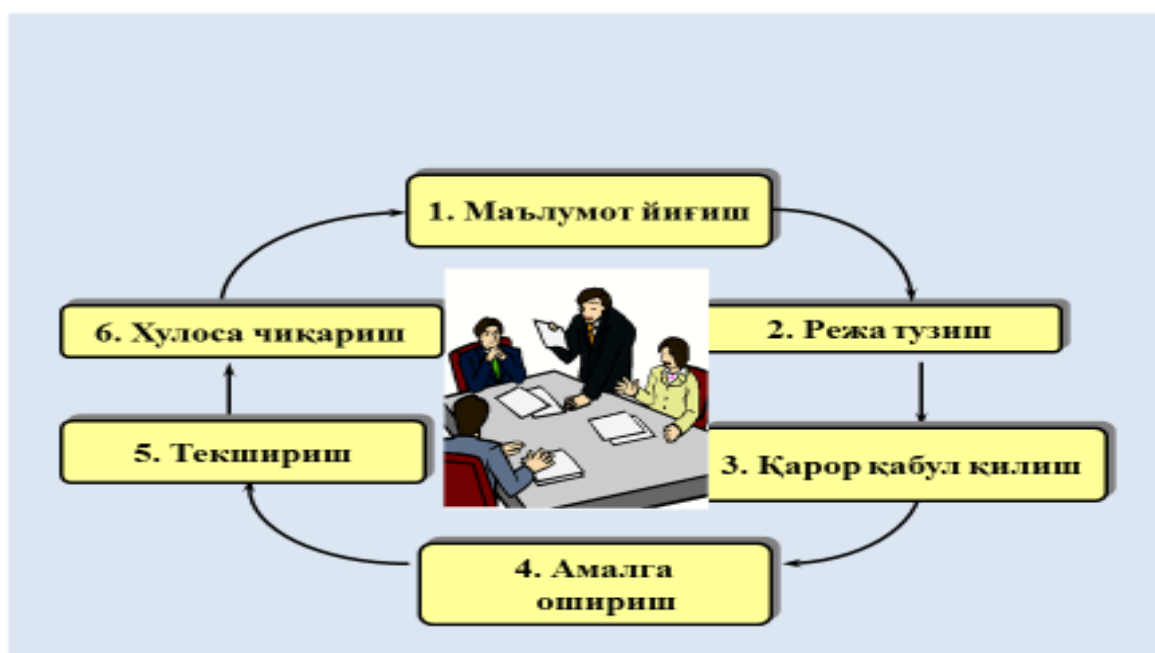 1. Маълумот йиғиш
2. Режа тузиш
3. Қарор қабул қилиш
4. Амалга
ошириш
5. Текшириш
6. Хулоса чиқариш